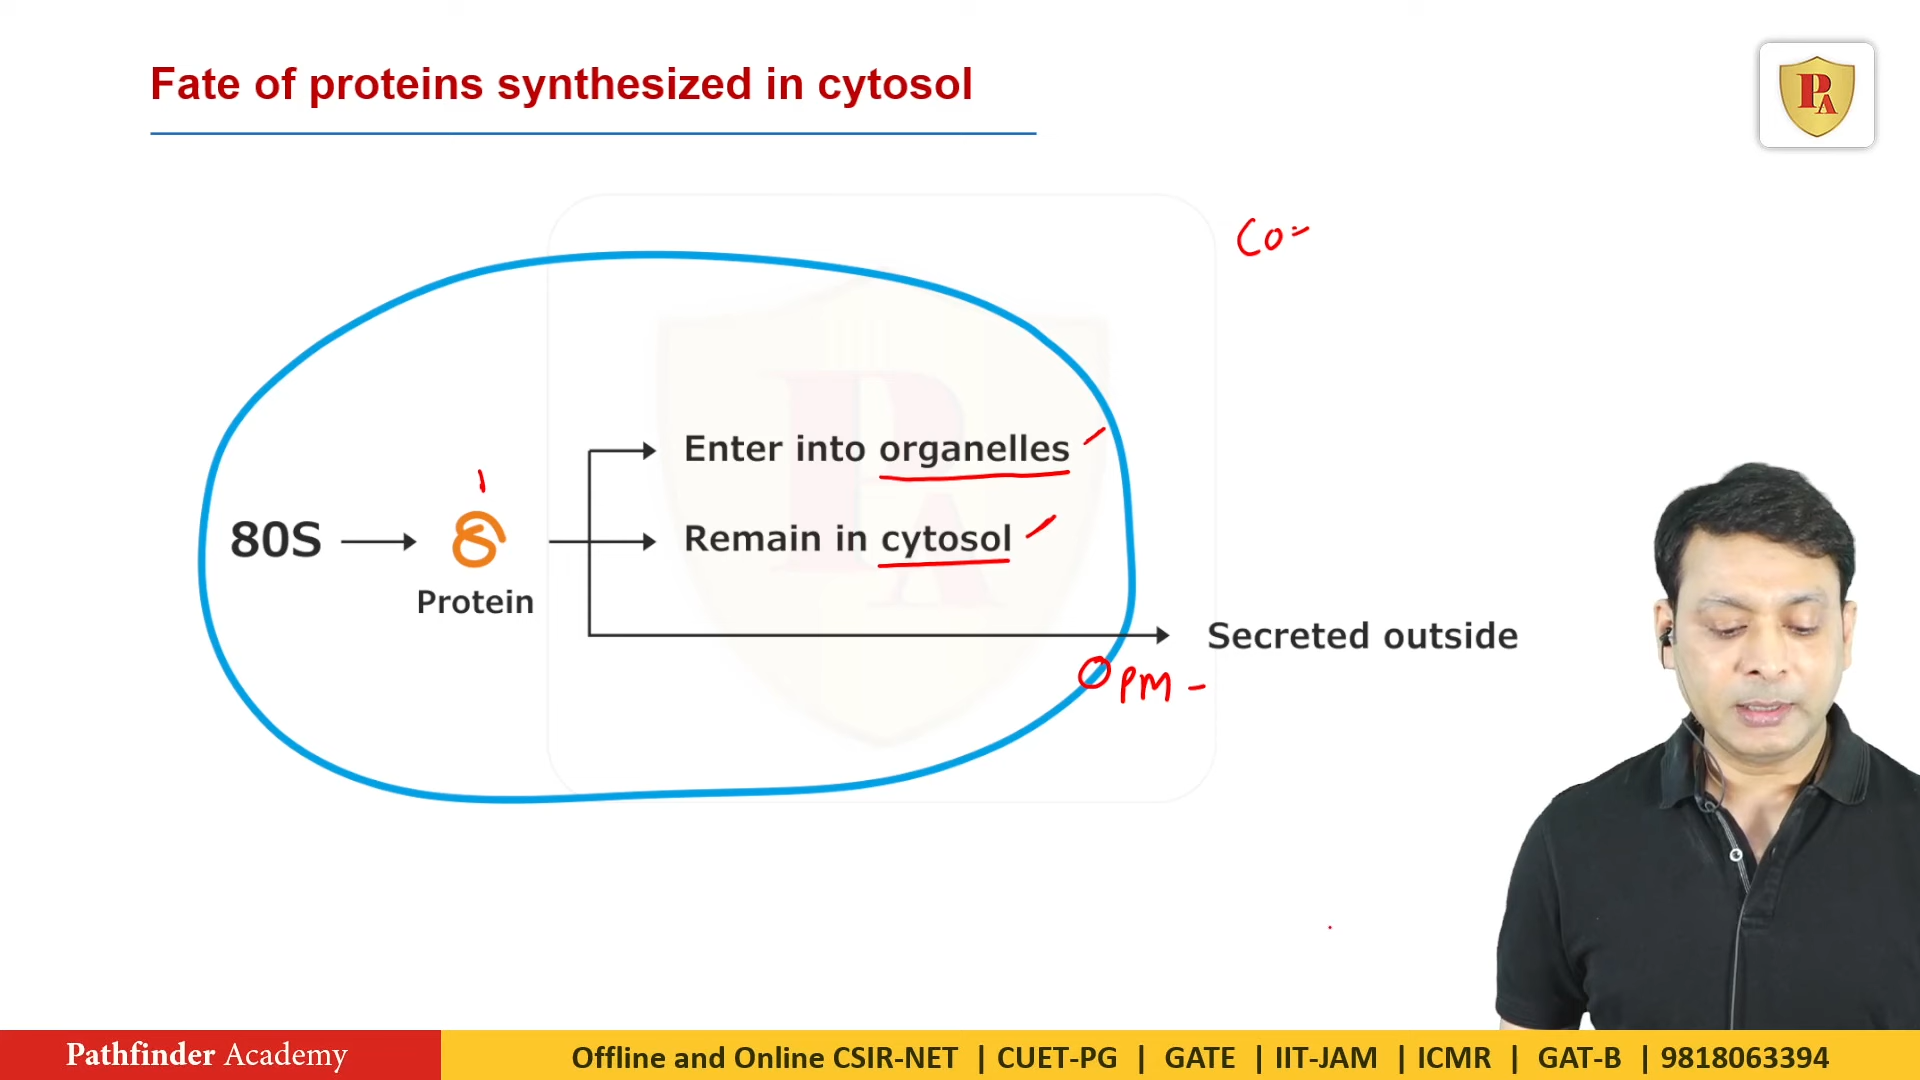 Fate of proteins synthesized in cytosol
PA
Co-
Enter into organelles
80S
Remain in cytosol
Protein
Secreted outside
PM -
Pathfinder Academy
Offline and Online CSIR-NET | CUET-PG | GATE | IIT-JAM | ICMR | GAT-B | 9818063394